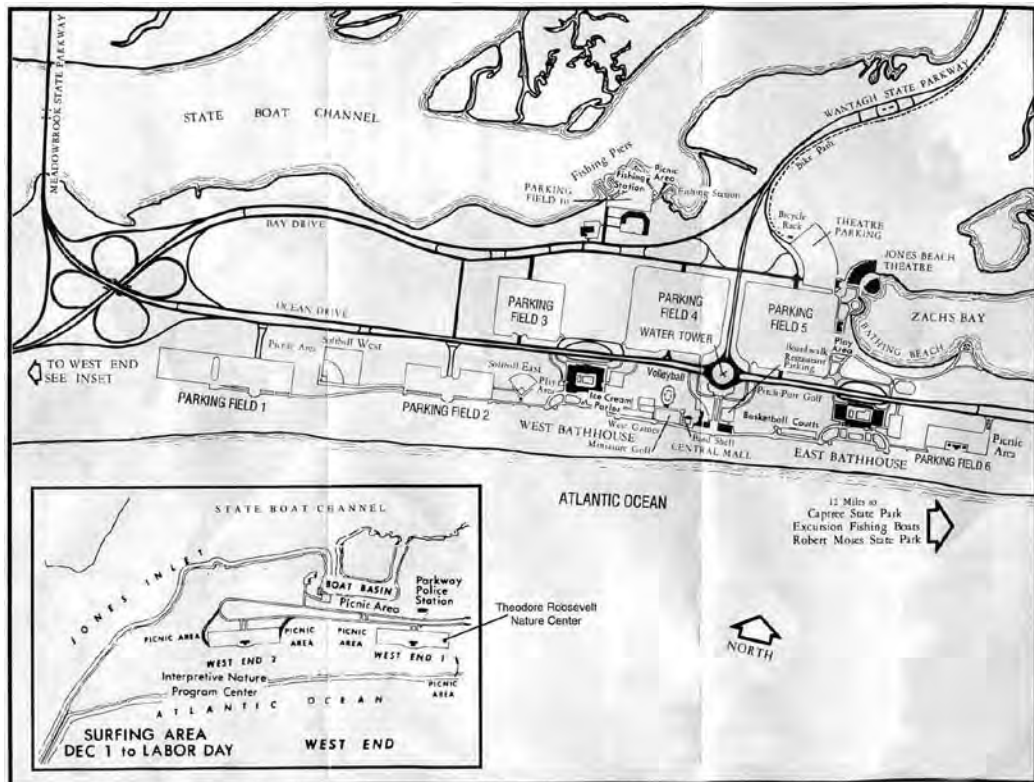 MEADOWBROOK STATE PARKWAY
STATE BOAT CHANNEL
WANTAGH STATE PARKWAY
Bike Path
Fishing Piers
Picnic
Area
Fishing
Station
Fishing Station
PARKING
FIELD 10
BAY DRIVE
Bicycle
Rack
THEATRE
PARKING
JONES BEACH
THEATRE
OCEAN DRIVE
PARKING
FIELD 3
PARKING
FIELD 4
WATER TOWER
PARKING
FIELD 5
ZACHS BAY
BATHING BEACH
Play
Area
Boardwalk
Restaurant
Parking
TO WEST END
SEE INSET
Picnic Area
Softball West
Softball East
Play
Area
Volleyball
Pitch-Putt Golf
PARKING FIELD 1
PARKING FIELD 2
Ice Cream
Parlor
WEST BATHHOUSE
West Games
Miniature Golf
Band Shell
CENTRAL MALL
Basketball Courts
EAST BATHHOUSE
PARKING FIELD 6
Picnic
Area
ATLANTIC OCEAN
12 Miles to
Captree State Park
Excursion Fishing Boats
Robert Moses State Park
NORTH
STATE BOAT CHANNEL
JONES INLET
BOAT BASIN
Picnic Area
Parkway
Police
Station
Theodore Roosevelt
Nature Center
PICNIC AREA
PICNIC
AREA
PICNIC
AREA
WEST END 2
WEST END 1
Interpretive Nature
Program Center
PICNIC
AREA
ATLANTIC OCEAN
SURFING AREA
DEC 1 to LABOR DAY
WEST END